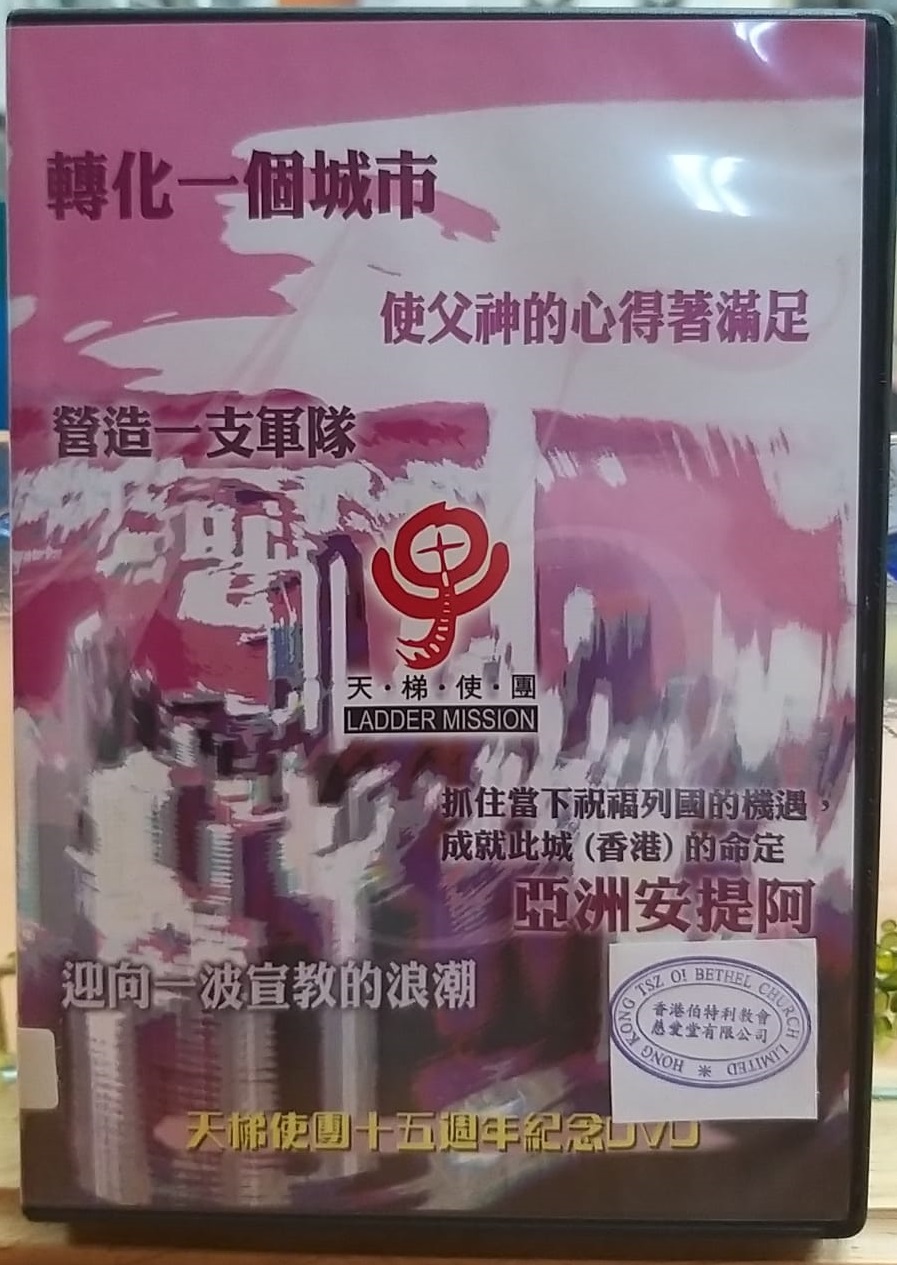 轉化一個城市
使父神的心得著滿足
營造一支軍隊
天·梯·使·團
LADDER MISSION
抓住當下祝福列國的機遇，
成就此城(香港)的命定
亞洲安提阿
迎向一波宣教的浪潮
HONG KONG TSZ OI BETHEL CHURCH LIMITED
香港伯特利教會
慈愛堂有限公司
天梯使團十五週年紀念DVD